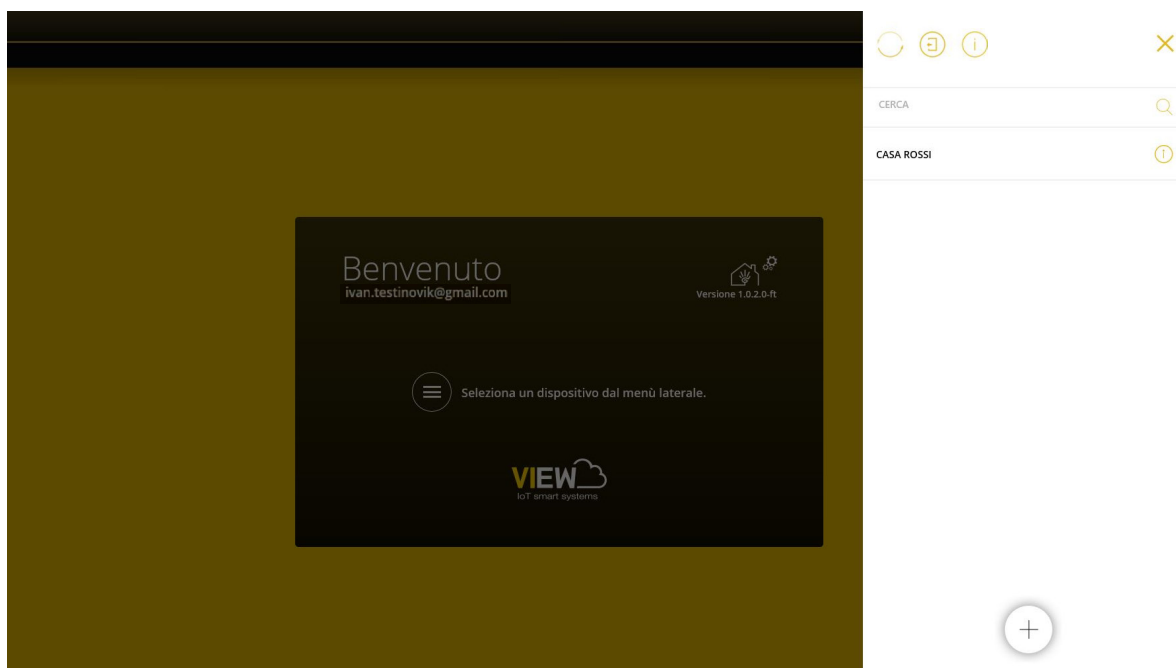 CERCA
CASA ROSSI
Benvenuto
ivan.testinovik@gmail.com
Versione 1.0.2.0-ft
Seleziona un dispositivo dal menù laterale.
VIEW
IoT smart systems